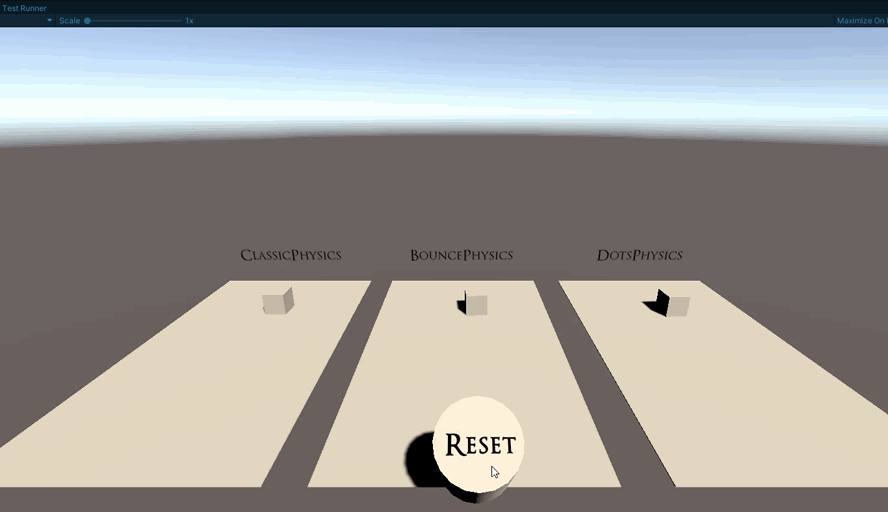 Test Runner
Scale 1x
Maximize On
ClassicPhysics
BouncePhysics
DotsPhysics
Reset